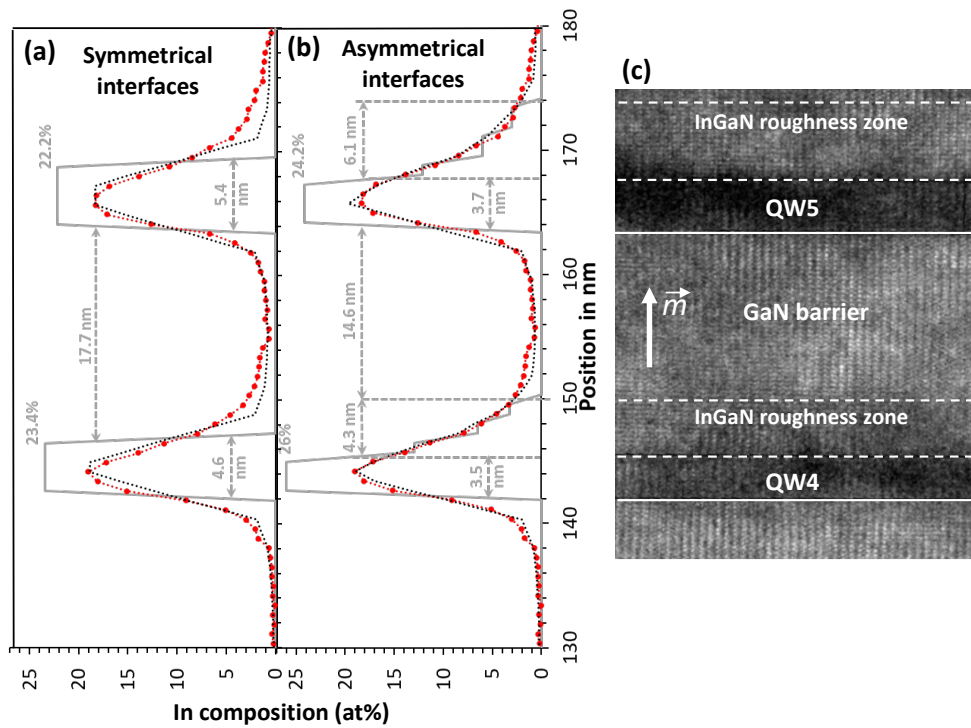 (a)
Symmetrical
interfaces
22.2%
5.4
nm
17.7 nm
23.4%
4.6
nm
25
20
15
10
5
0
(b)
Asymmetrical
interfaces
6.1 nm
24.2%
3.7
nm
14.6 nm
4.3 nm
26%
3.5
nm
25
20
15
10
5
0
In composition (at%)
180
170
160
150
140
130
Position in nm
(c)
InGaN roughness zone
QW5
m
GaN barrier
InGaN roughness zone
QW4